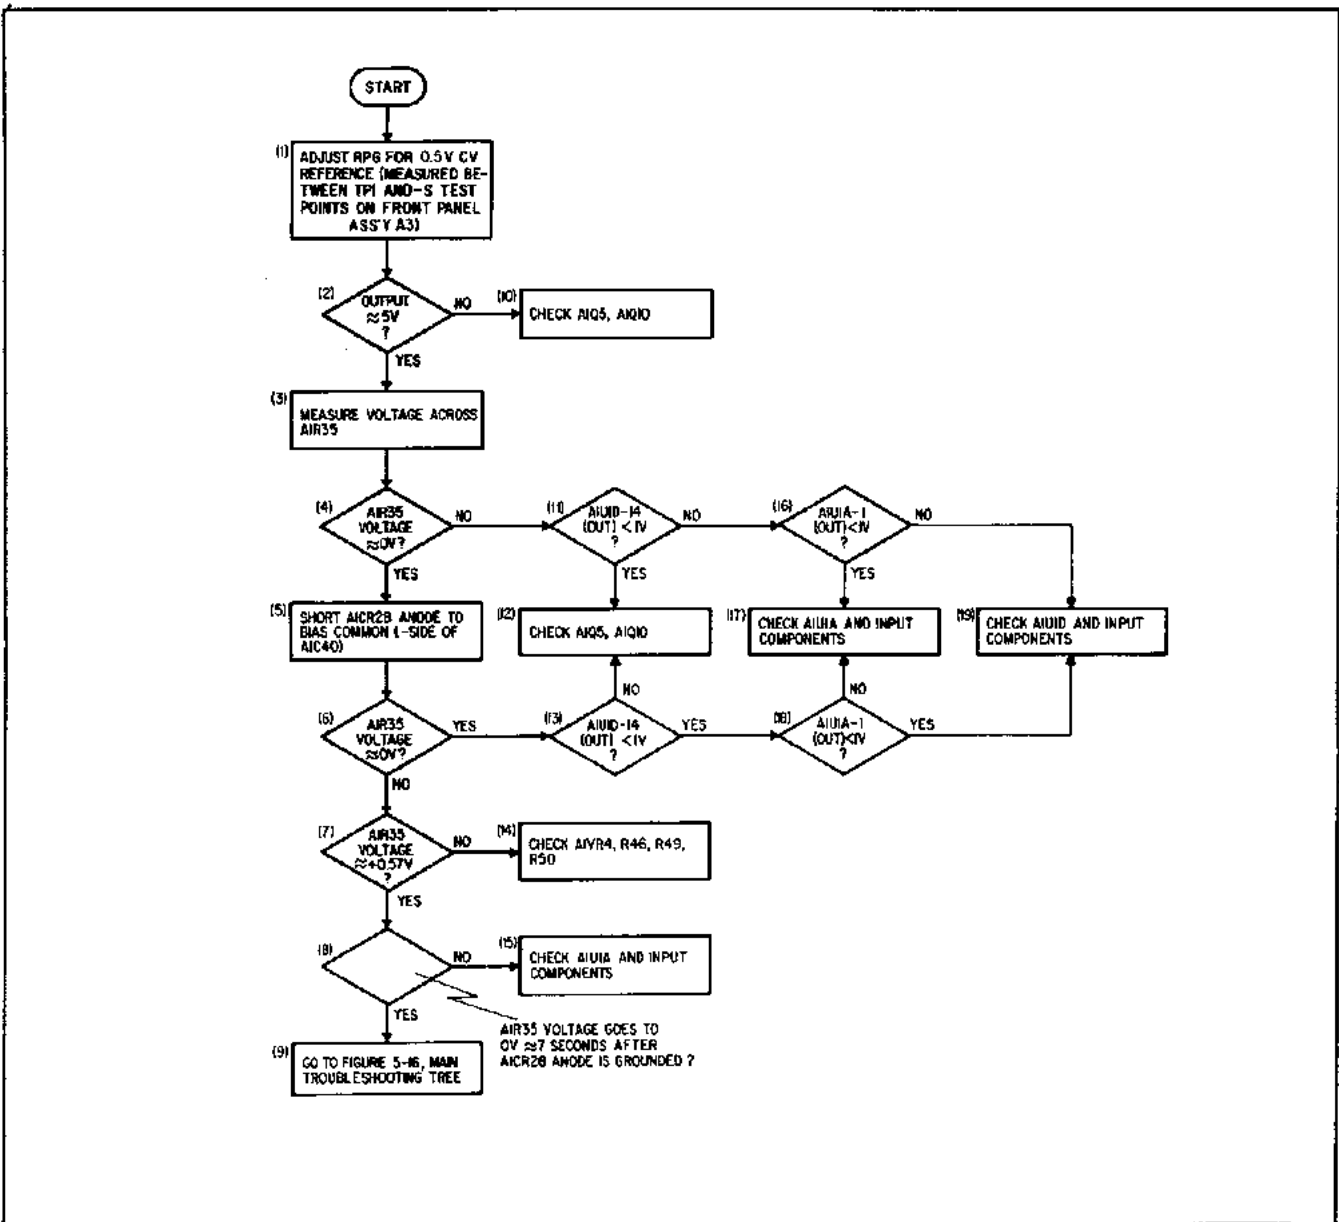 START
(1)
ADJUST RPG FOR 0.5V CV
REFERENCE (MEASURED BE-
TWEEN TP1 AND-S TEST
POINTS ON FRONT PANEL
ASS'Y A3)
(2)
OUTPUT
≈5V
?
NO
(10)
CHECK A1Q5, A1Q10
YES
(3)
MEASURE VOLTAGE ACROSS
A1R35
(4)
A1R35
VOLTAGE
≈0V?
NO
(11)
A1U1D-14
(OUT) <1V
?
NO
(16)
A1U1A-1
(OUT)<1V
?
NO
YES
YES
YES
(5)
SHORT A1CR28 ANODE TO
BIAS COMMON (-SIDE OF
A1C40)
(12)
CHECK A1Q5, A1Q10
(17)
CHECK A1U1A AND INPUT
COMPONENTS
(19)
CHECK A1U1D AND INPUT
COMPONENTS
NO
NO
(6)
A1R35
VOLTAGE
≈0V?
YES
(13)
A1U1D-14
(OUT) <1V
?
YES
(18)
A1U1A-1
(OUT)<1V
?
YES
NO
(7)
A1R35
VOLTAGE
≈+0.57V
?
NO
(14)
CHECK A1VR4, R46, R49,
R50
YES
(8)
NO
(15)
CHECK A1U1A AND INPUT
COMPONENTS
YES
A1R35 VOLTAGE GOES TO
0V ≈7 SECONDS AFTER
A1CR28 ANODE IS GROUNDED ?
(9)
GO TO FIGURE 5-16, MAIN
TROUBLESHOOTING TREE